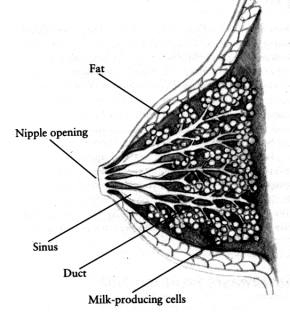 Fat
Nipple opening
Sinus
Duct
Milk-producing cells